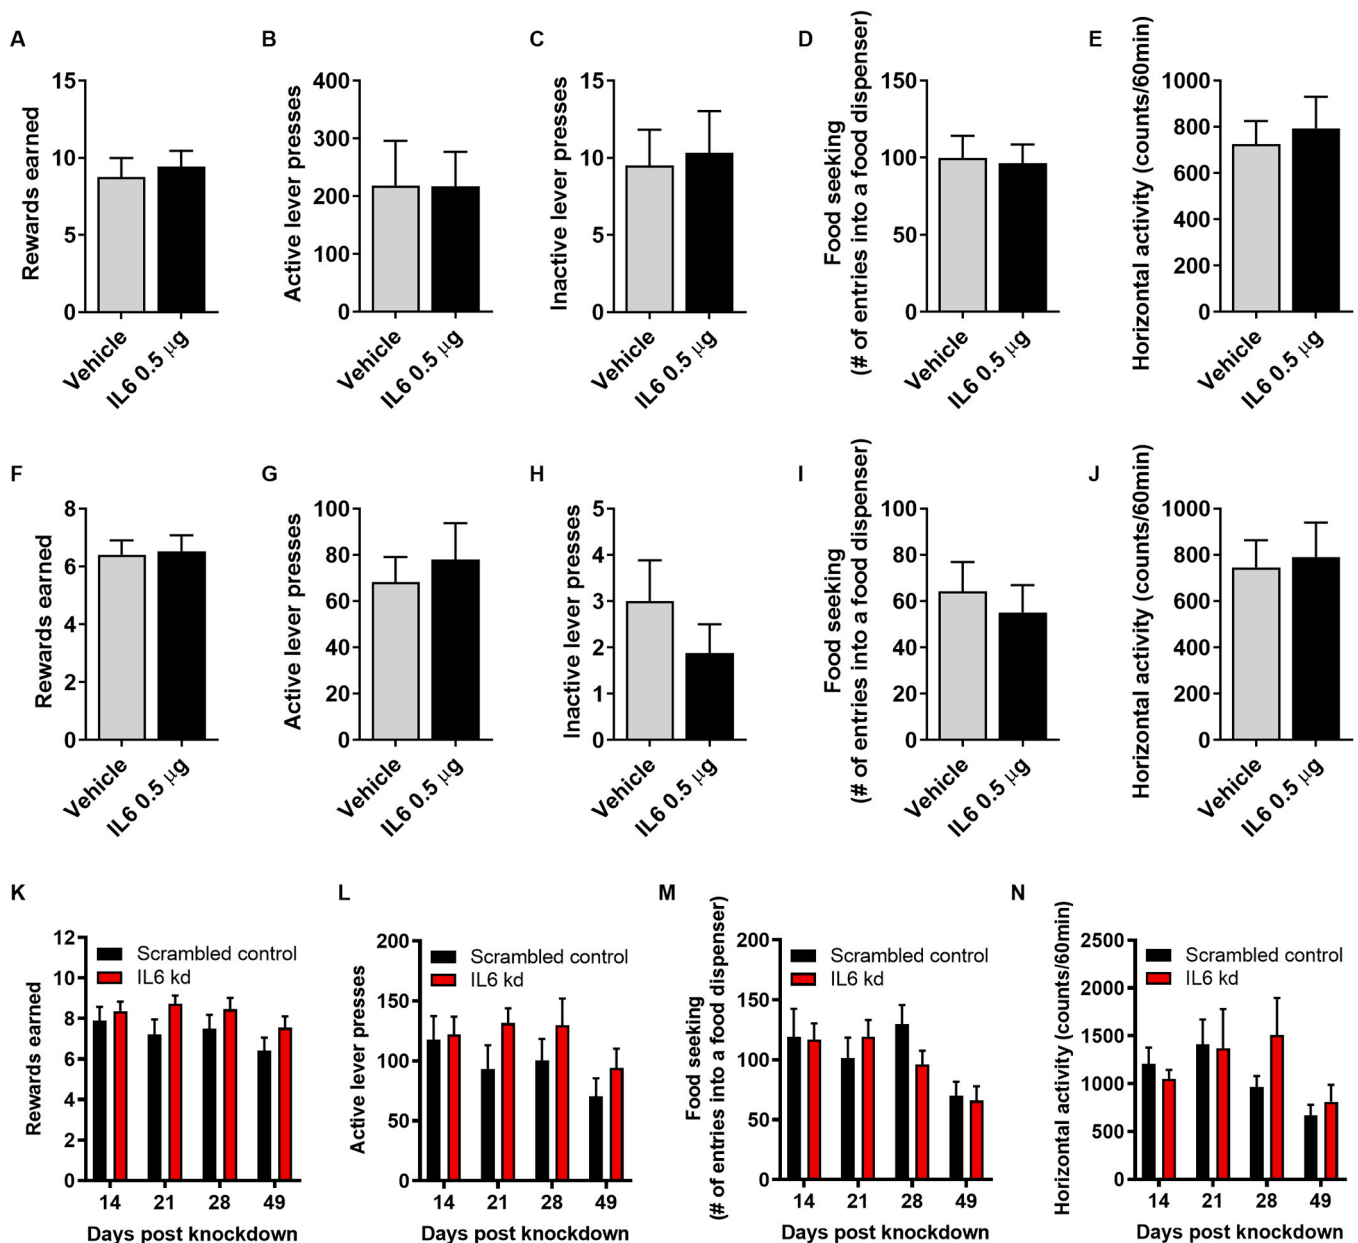 A
Rewards earned
15
10
5
0
Vehicle
IL6 0.5 μg
B
Active lever presses
400
300
200
100
0
Vehicle
IL6 0.5 μg
C
Inactive lever presses
15
10
5
0
Vehicle
IL6 0.5 μg
D
Food seeking
(# of entries into a food dispenser)
150
100
50
0
Vehicle
IL6 0.5 μg
E
Horizontal activity (counts/60min)
1000
800
600
400
200
0
Vehicle
IL6 0.5 μg
F
Rewards earned
8
6
4
2
0
Vehicle
IL6 0.5 μg
G
Active lever presses
100
80
60
40
20
0
Vehicle
IL6 0.5 μg
H
Inactive lever presses
5
4
3
2
1
0
Vehicle
IL6 0.5 μg
I
Food seeking
(# of entries into a food dispenser)
100
80
60
40
20
0
Vehicle
IL6 0.5 μg
J
Horizontal activity (counts/60min)
1000
800
600
400
200
0
Vehicle
IL6 0.5 μg
K
Rewards earned
12
10
8
6
4
2
0
Scrambled control
IL6 kd
14 21 28 49
Days post knockdown
L
Active lever presses
200
150
100
50
0
Scrambled control
IL6 kd
14 21 28 49
Days post knockdown
M
Food seeking
(# of entries into a food dispenser)
200
150
100
50
0
Scrambled control
IL6 kd
14 21 28 49
Days post knockdown
N
Horizontal activity (counts/60min)
2500
2000
1500
1000
500
0
Scrambled control
IL6 kd
14 21 28 49
Days post knockdown